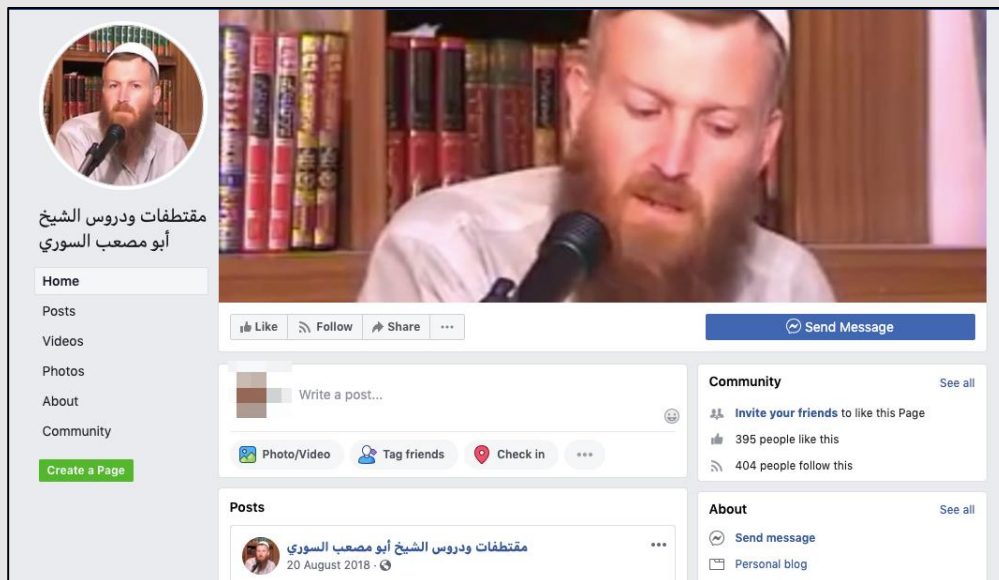 مقتطفات ودروس الشيخ
أبو مصعب السوري
Home
Posts
Videos
Photos
About
Community
Create a Page
Like
Follow
Share
Send Message
Write a post...
Photo/Video
Tag friends
Check in
Posts
مقتطفات ودروس الشيخ أبو مصعب السوري
20 August 2018 ·
Community
See all
Invite your friends to like this Page
395 people like this
404 people follow this
About
See all
Send message
Personal blog